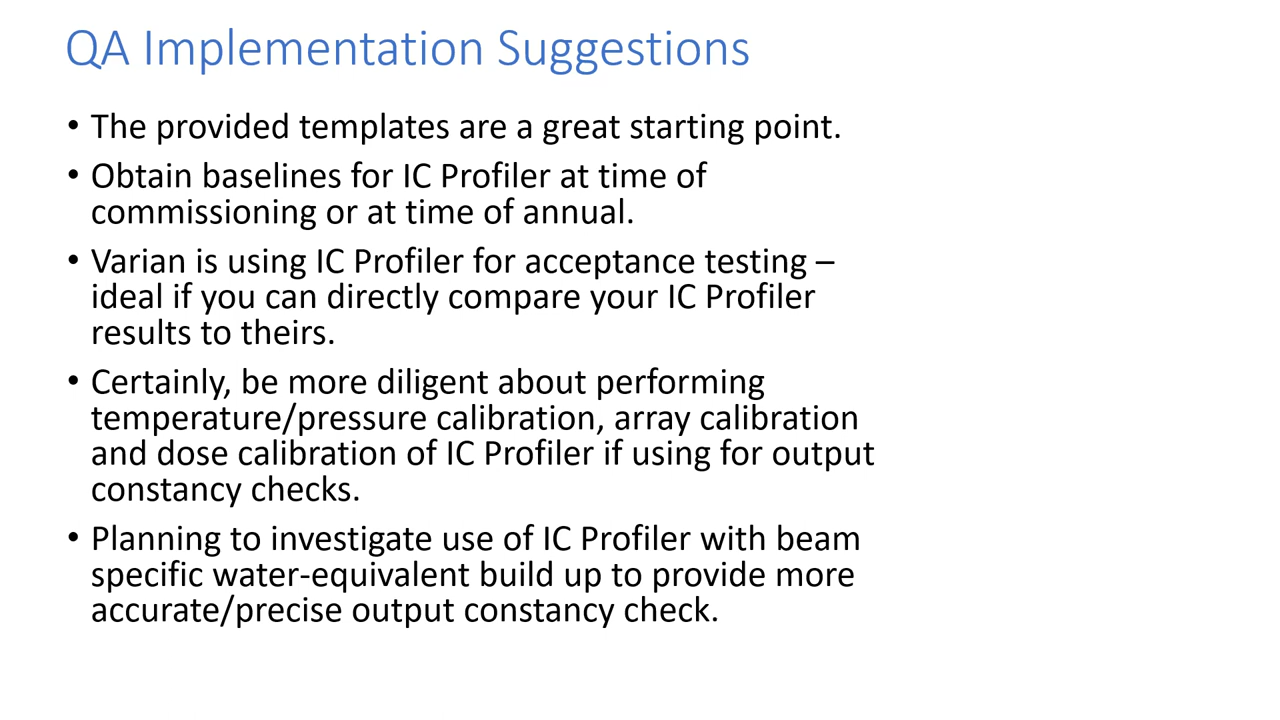 QA Implementation Suggestions
• The provided templates are a great starting point.
• Obtain baselines for IC Profiler at time of
commissioning or at time of annual.
• Varian is using IC Profiler for acceptance testing –
ideal if you can directly compare your IC Profiler
results to theirs.
• Certainly, be more diligent about performing
temperature/pressure calibration, array calibration
and dose calibration of IC Profiler if using for output
constancy checks.
• Planning to investigate use of IC Profiler with beam
specific water-equivalent build up to provide more
accurate/precise output constancy check.